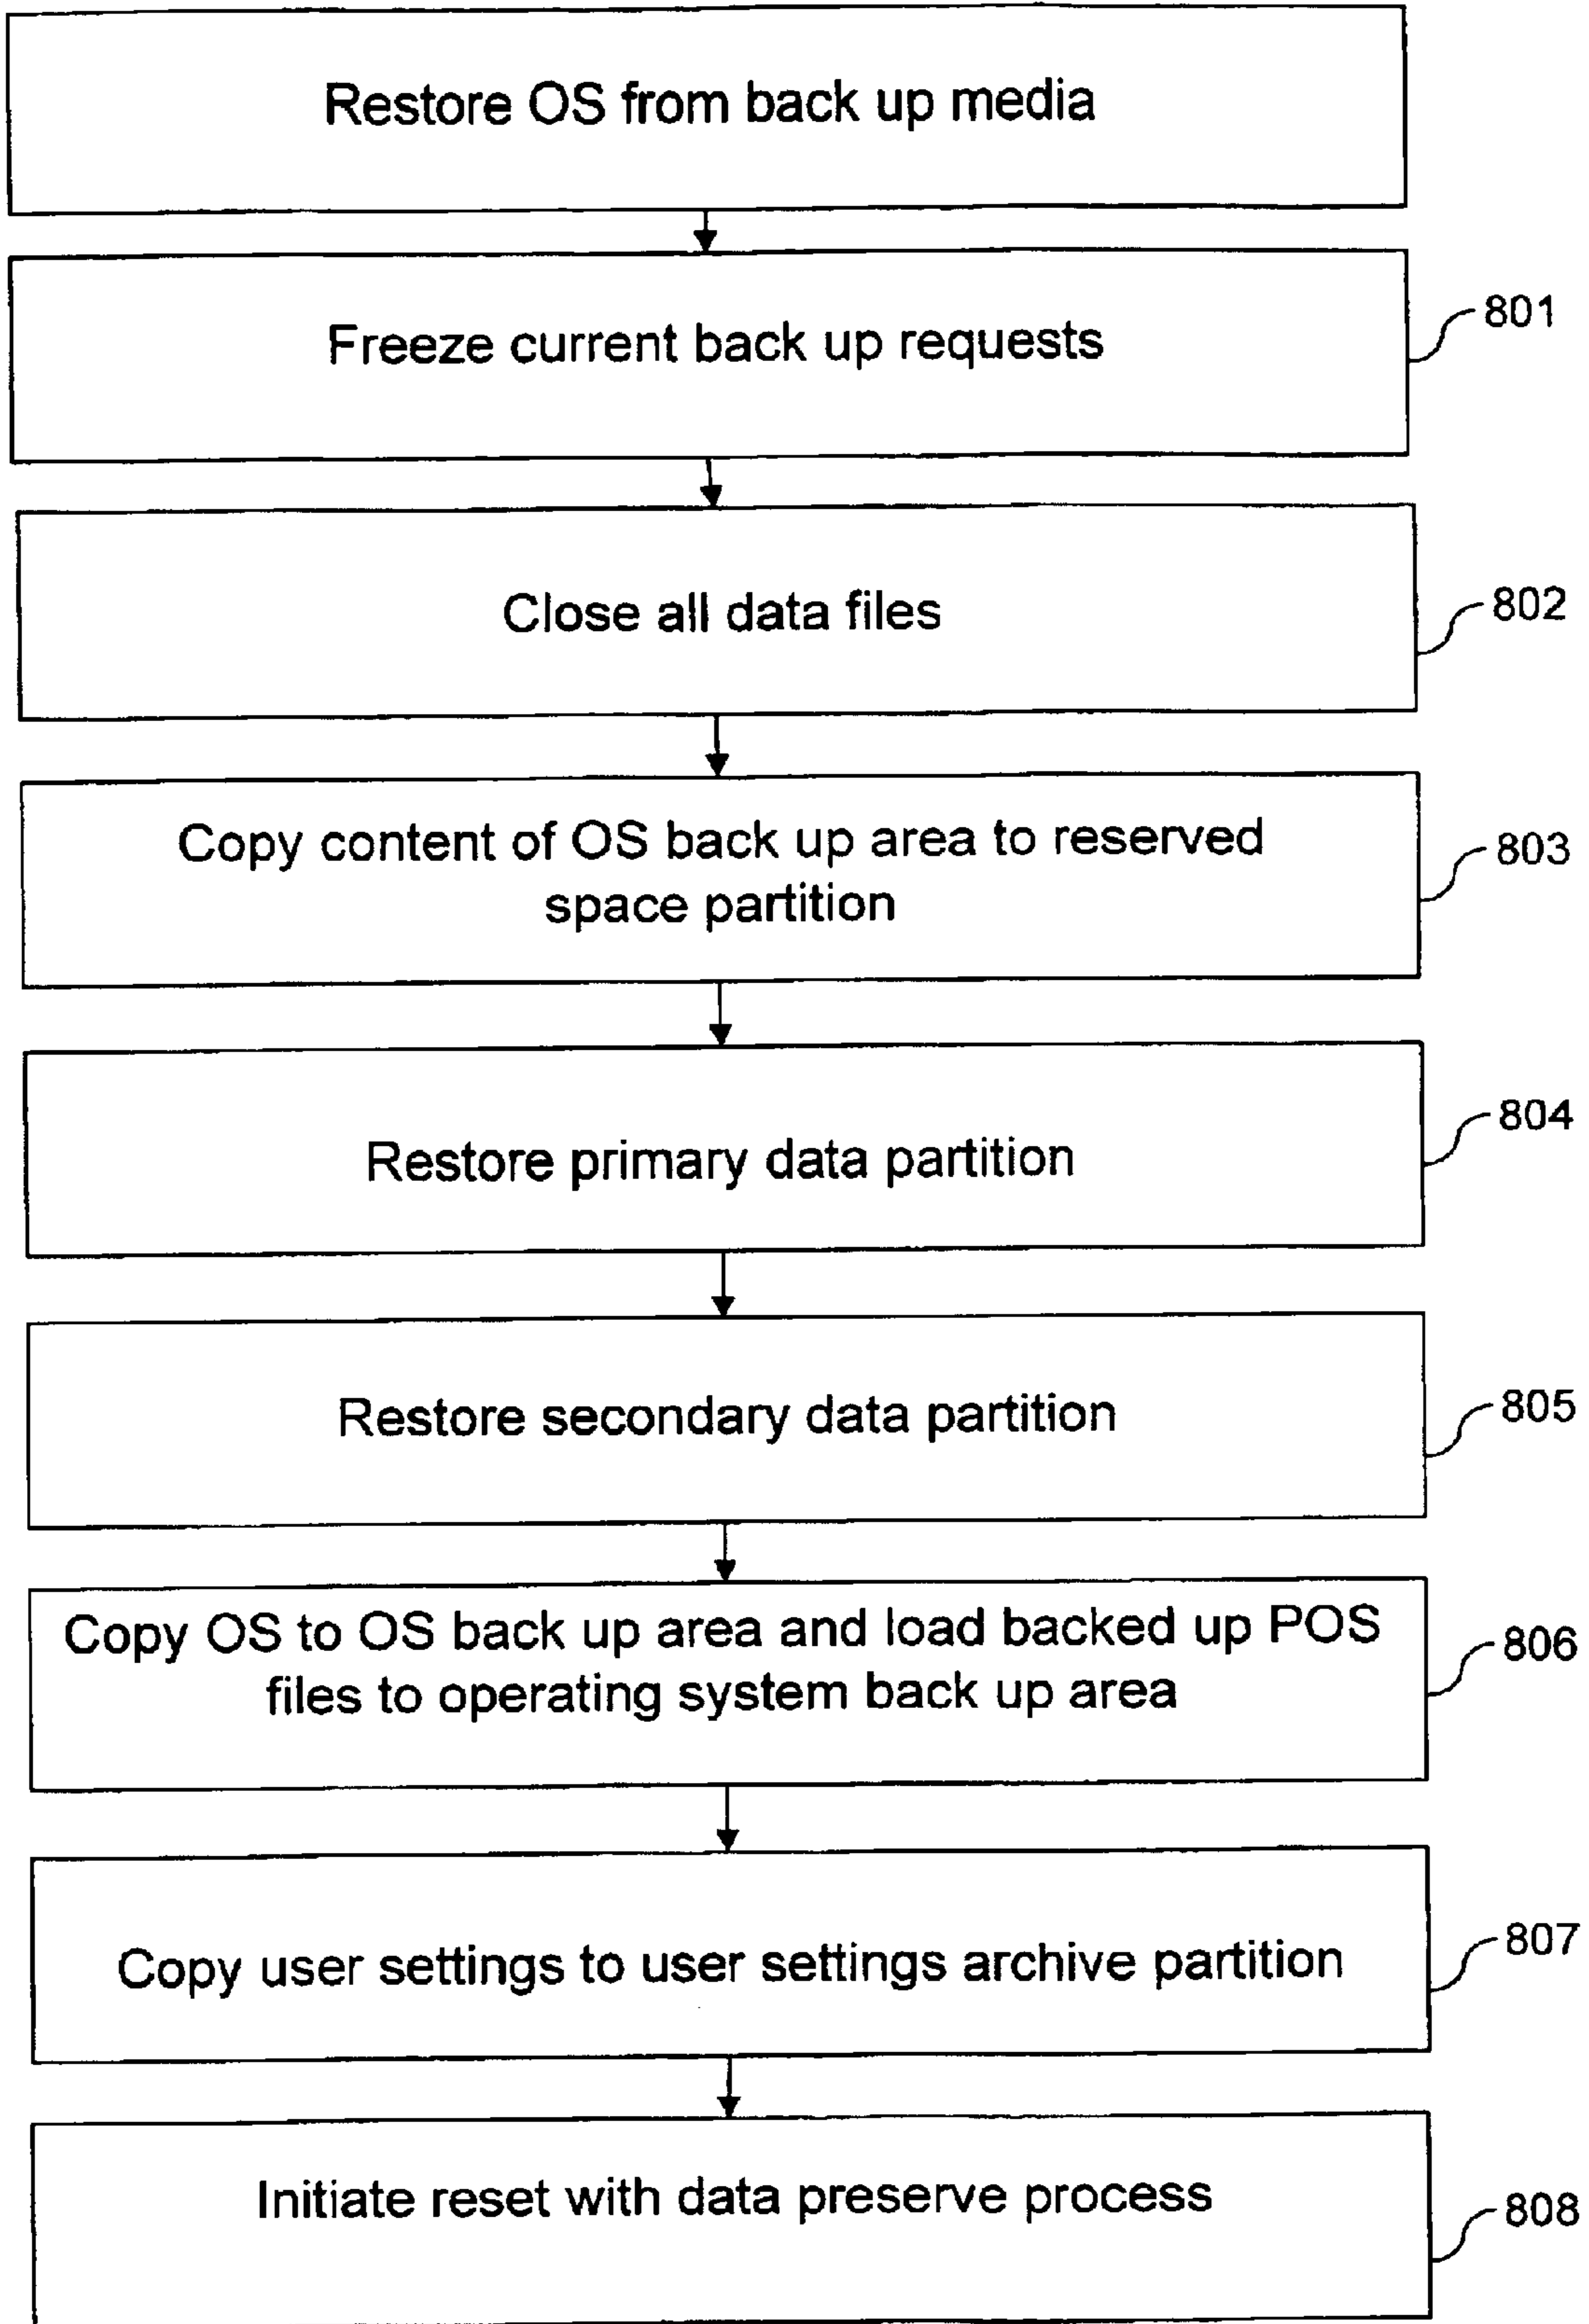 Restore OS from back up media
Freeze current back up requests
801
Close all data files
802
Copy content of OS back up area to reserved
space partition
803
Restore primary data partition
804
Restore secondary data partition
805
Copy OS to OS back up area and load backed up POS
files to operating system back up area
806
Copy user settings to user settings archive partition
807
Initiate reset with data preserve process
808